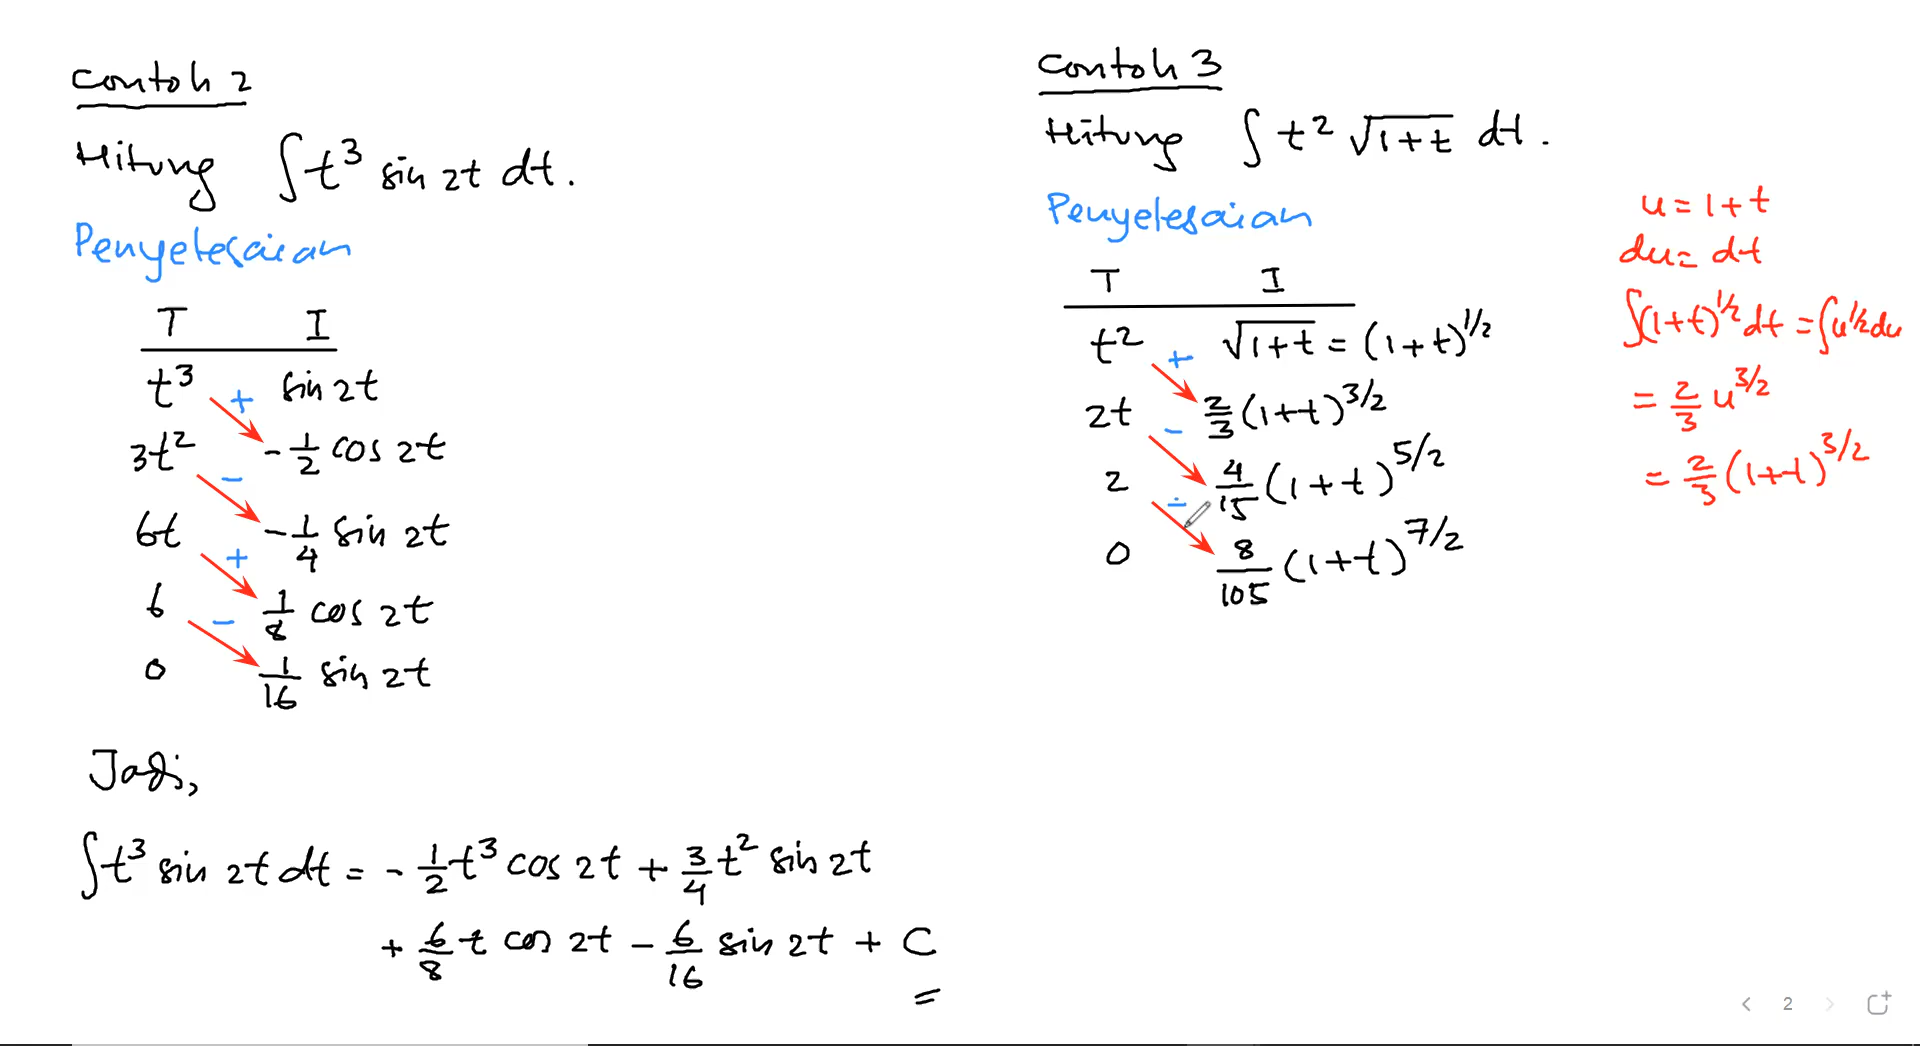 Contoh 2
Hitung ∫ t³ sin 2t dt.
Penyelesaian
T I
t³ + sin 2t
3t² - -1/2 cos 2t
6t + -1/4 sin 2t
6 - 1/8 cos 2t
0 1/16 sin 2t
Jadi,
∫ t³ sin 2t dt = - 1/2 t³ cos 2t + 3/4 t² sin 2t
+ 6/8 t cos 2t - 6/16 sin 2t + C
Contoh 3
Hitung ∫ t² √1+t dt.
Penyelesaian
T I
t² + √1+t = (1+t)^1/2
2t - 2/3 (1+t)^3/2
2 4/15 (1+t)^5/2
0 8/105 (1+t)^7/2
u = 1+t
du = dt
∫(1+t)^1/2 dt = ∫u^1/2 du
= 2/3 u^3/2
= 2/3 (1+t)^3/2
2